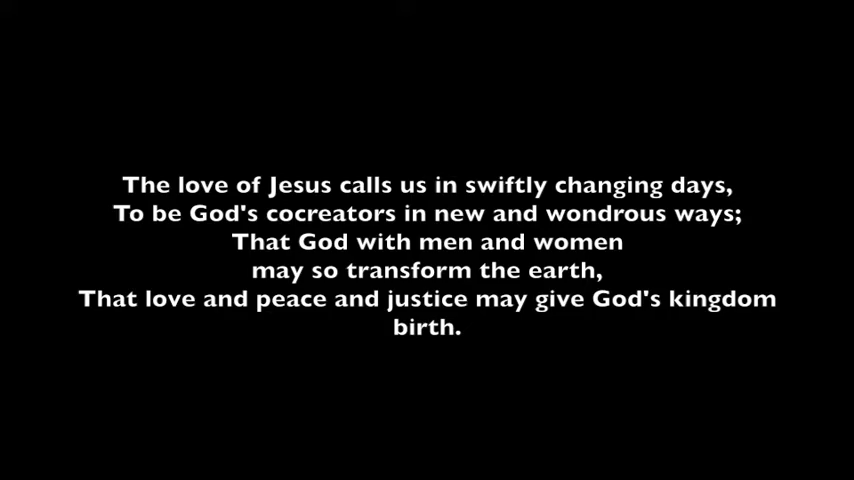 The love of Jesus calls us in swiftly changing days,
To be God's cocreators in new and wondrous ways;
That God with men and women
may so transform the earth,
That love and peace and justice may give God's kingdom
birth.